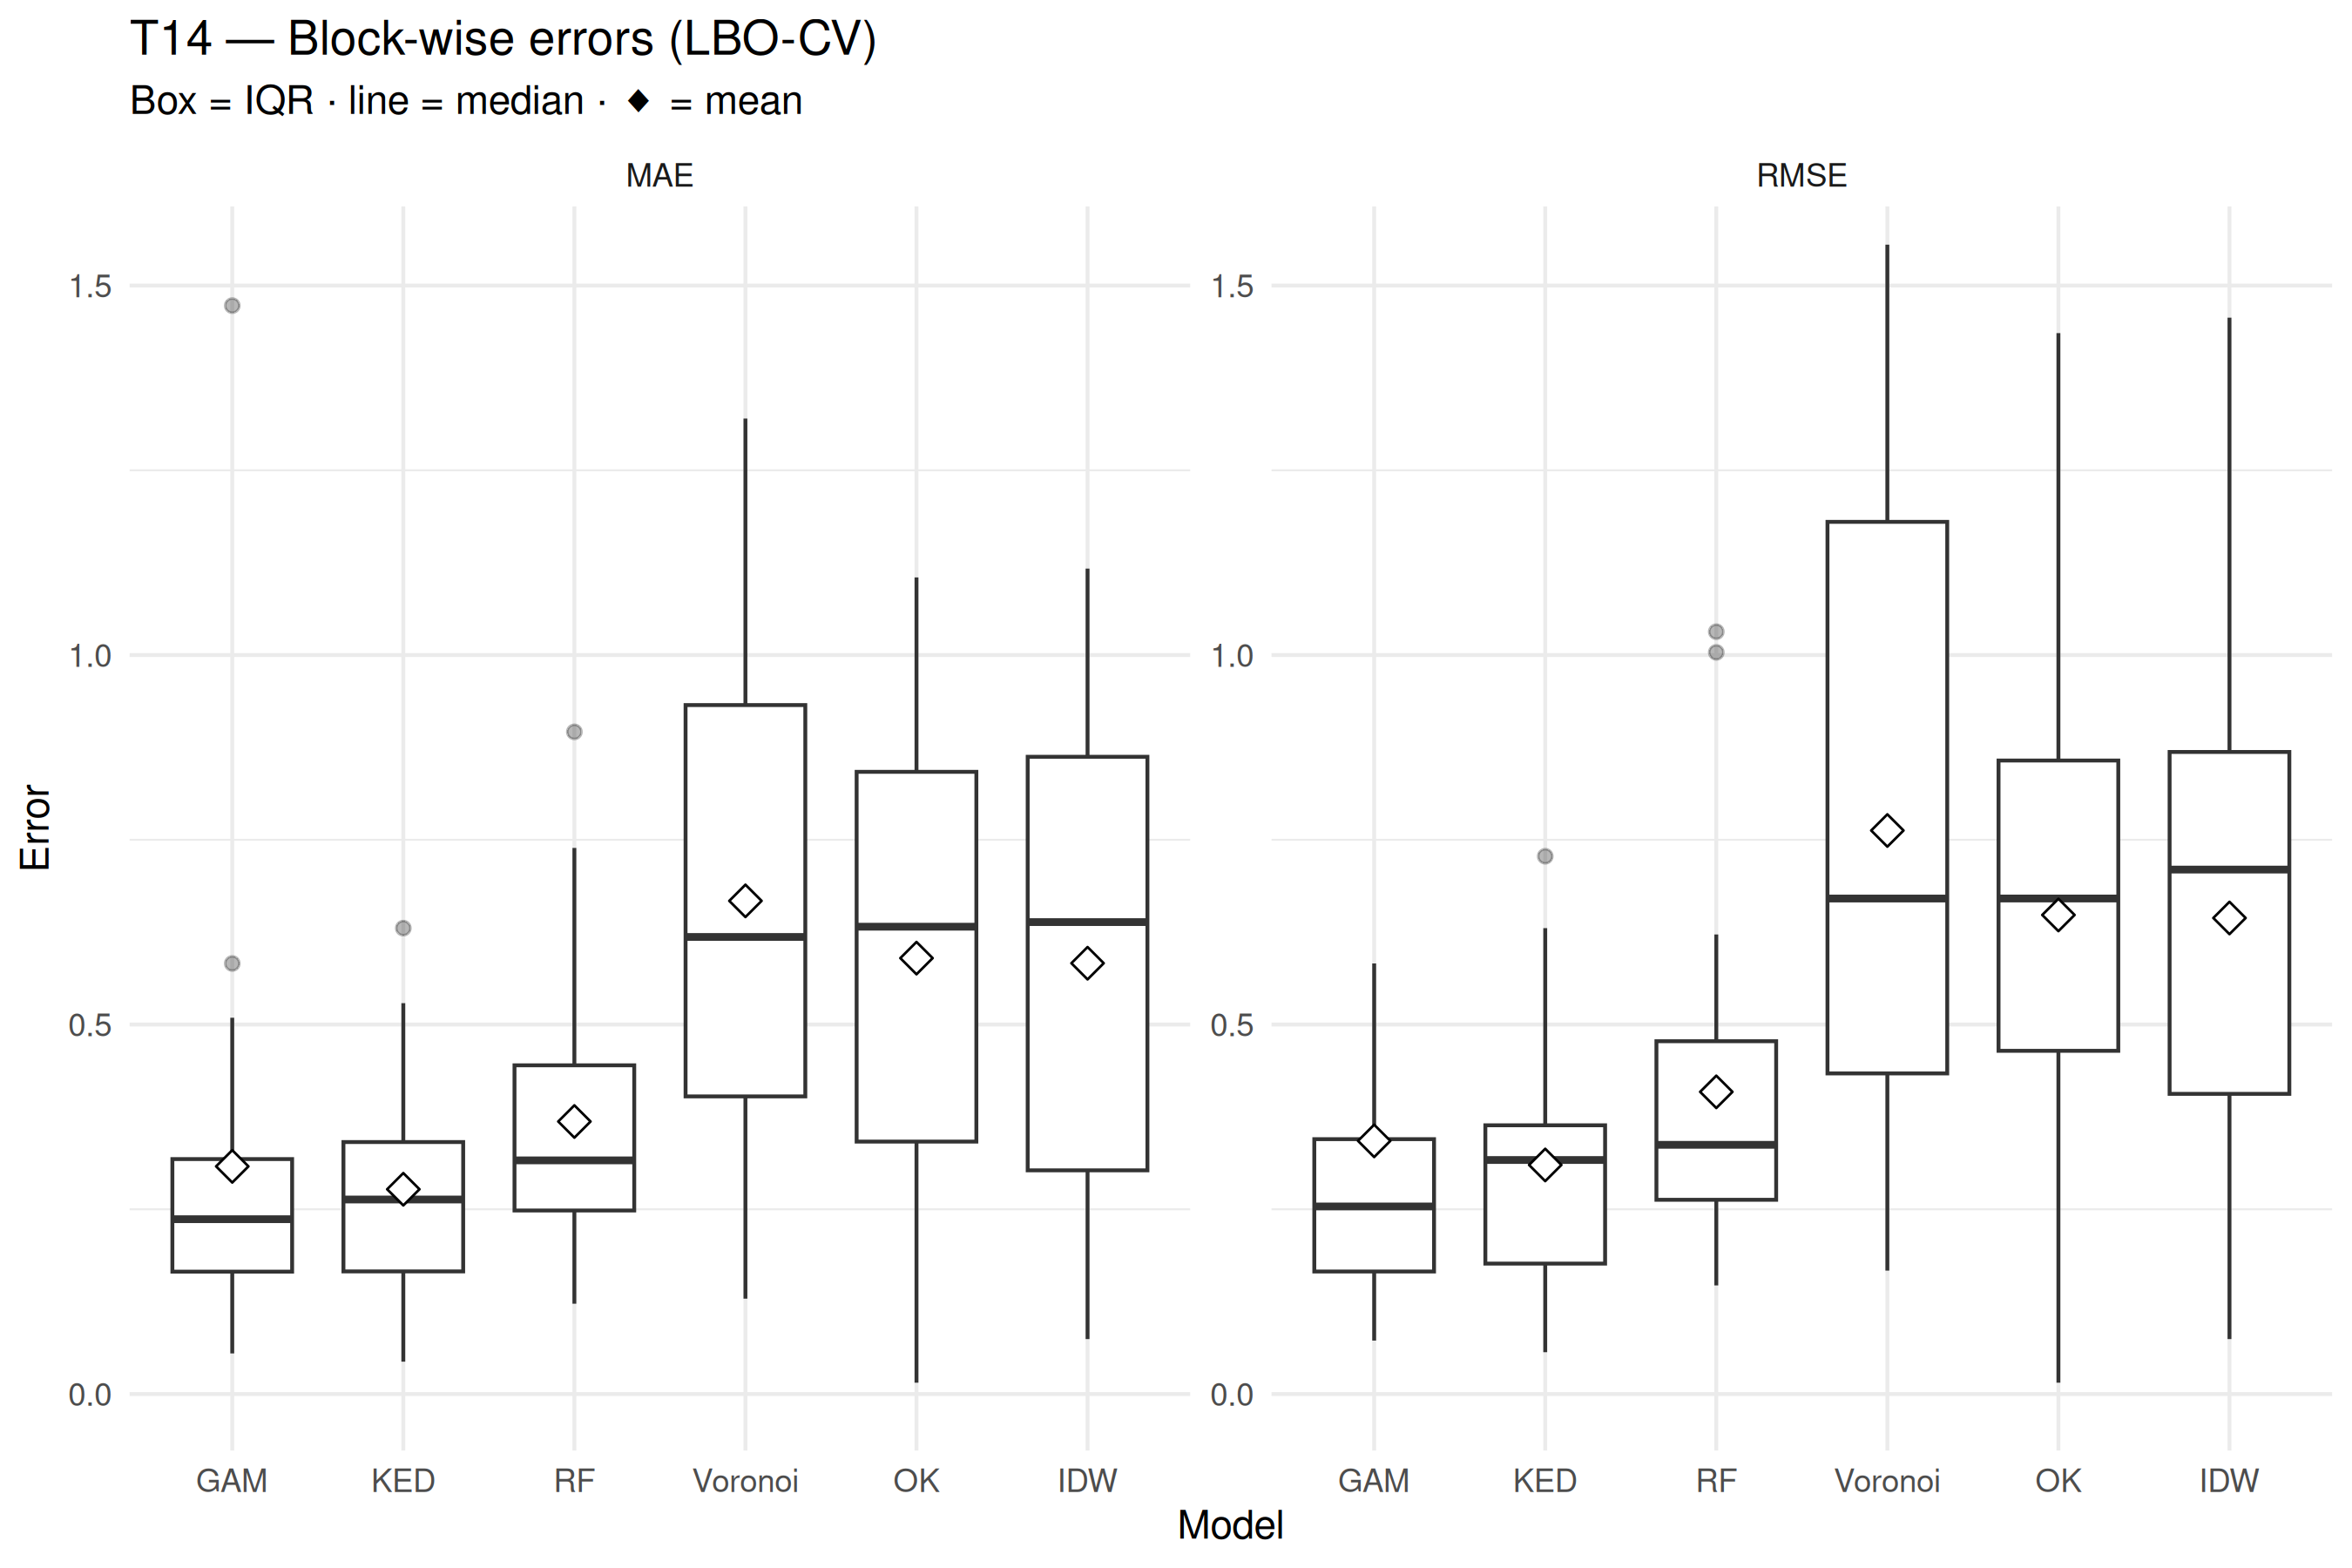 T14 — Block-wise errors (LBO-CV)
Box = IQR · line = median · ◆ = mean
MAE
RMSE
Error
1.5
1.0
0.5
0.0
1.5
1.0
0.5
0.0
GAM KED RF Voronoi OK IDW
GAM KED RF Voronoi OK IDW
Model